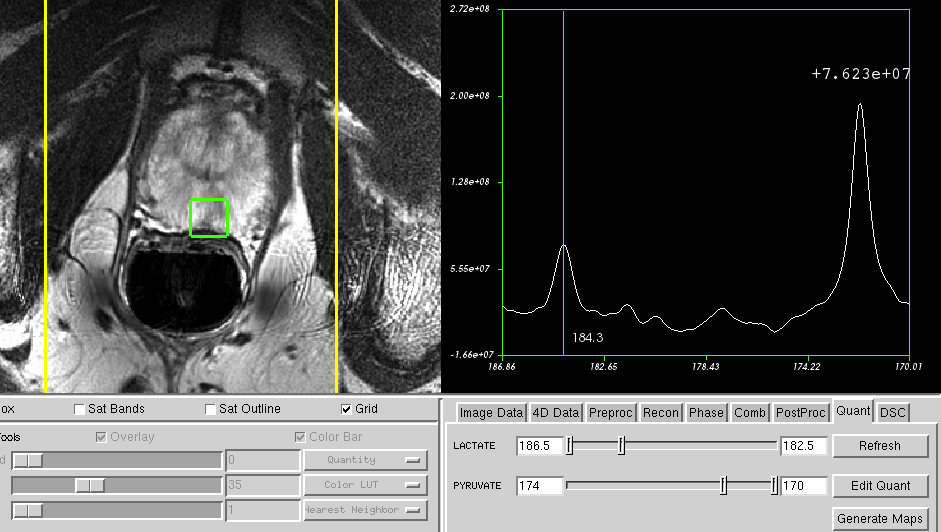 2.72e+08
+7.623e+07
2.00e+08
1.28e+08
5.55e+07
184.3
-1.66e+07
186.86 182.65 178.43 174.22 170.01
ox Sat Bands Sat Outline Grid
Tools Overlay Color Bar
d 0 Quantity
35 Color LUT
1 Nearest Neighbor
Image Data 4D Data Preproc Recon Phase Comb PostProc Quant DSC
LACTATE 186.5 182.5 Refresh
PYRUVATE 174 170 Edit Quant
Generate Maps